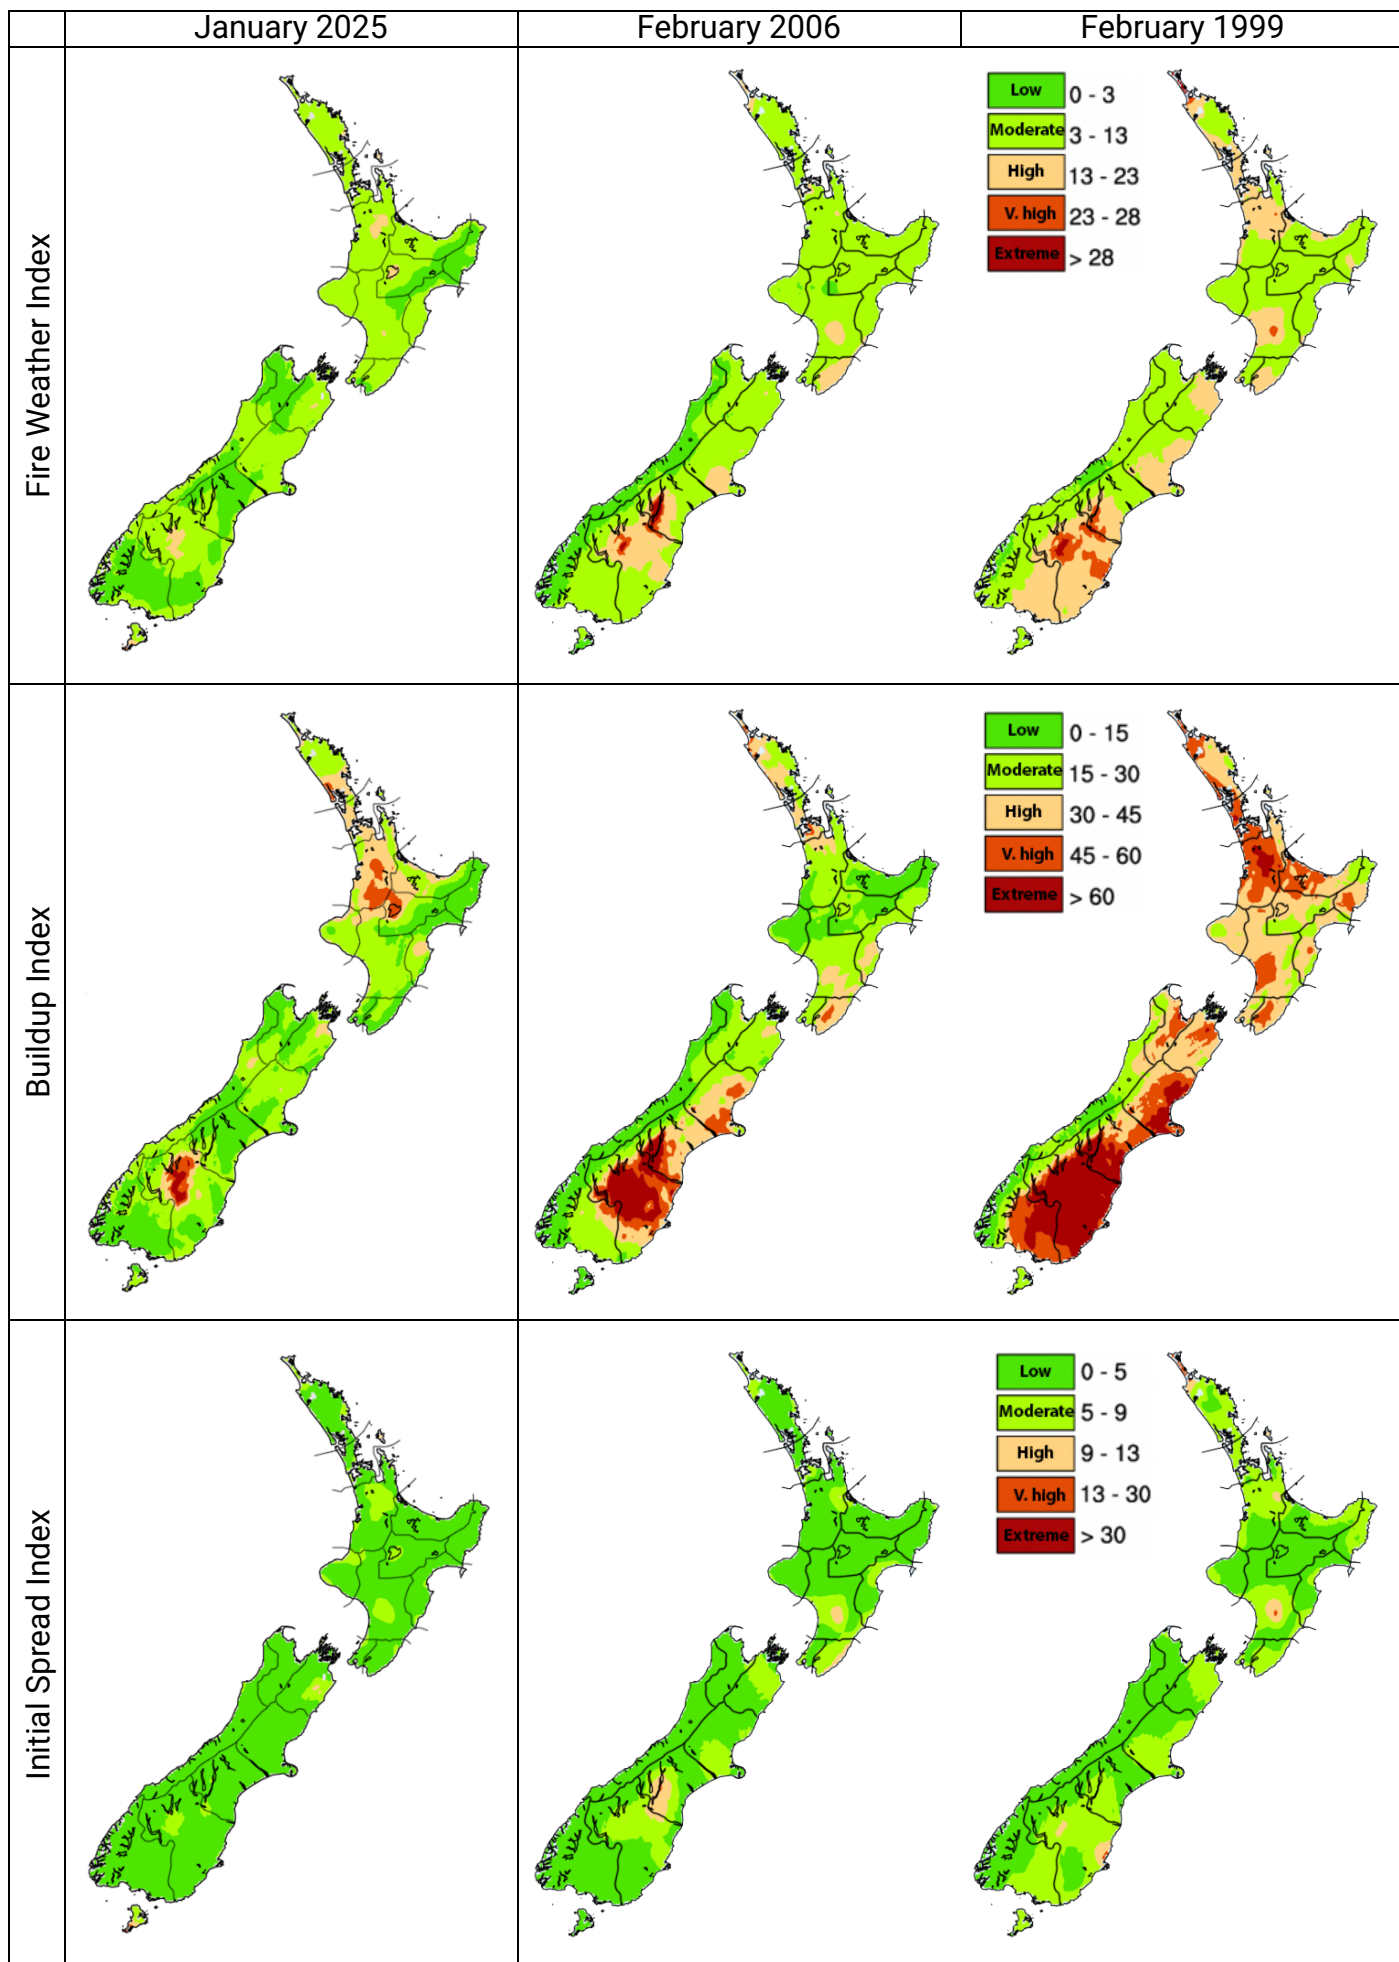 January 2025
February 2006
February 1999
Fire Weather Index
Low 0 - 3
Moderate 3 - 13
High 13 - 23
V. high 23 - 28
Extreme > 28
Buildup Index
Low 0 - 15
Moderate 15 - 30
High 30 - 45
V. high 45 - 60
Extreme > 60
Initial Spread Index
Low 0 - 5
Moderate 5 - 9
High 9 - 13
V. high 13 - 30
Extreme > 30